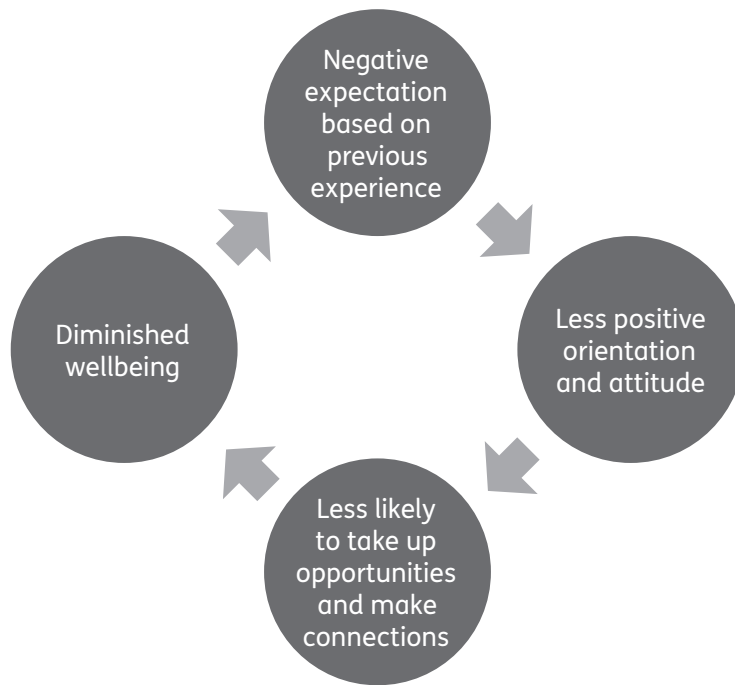 Negative
expectation
based on
previous
experience
Less positive
orientation
and attitude
Less likely
to take up
opportunities
and make
connections
Diminished
wellbeing